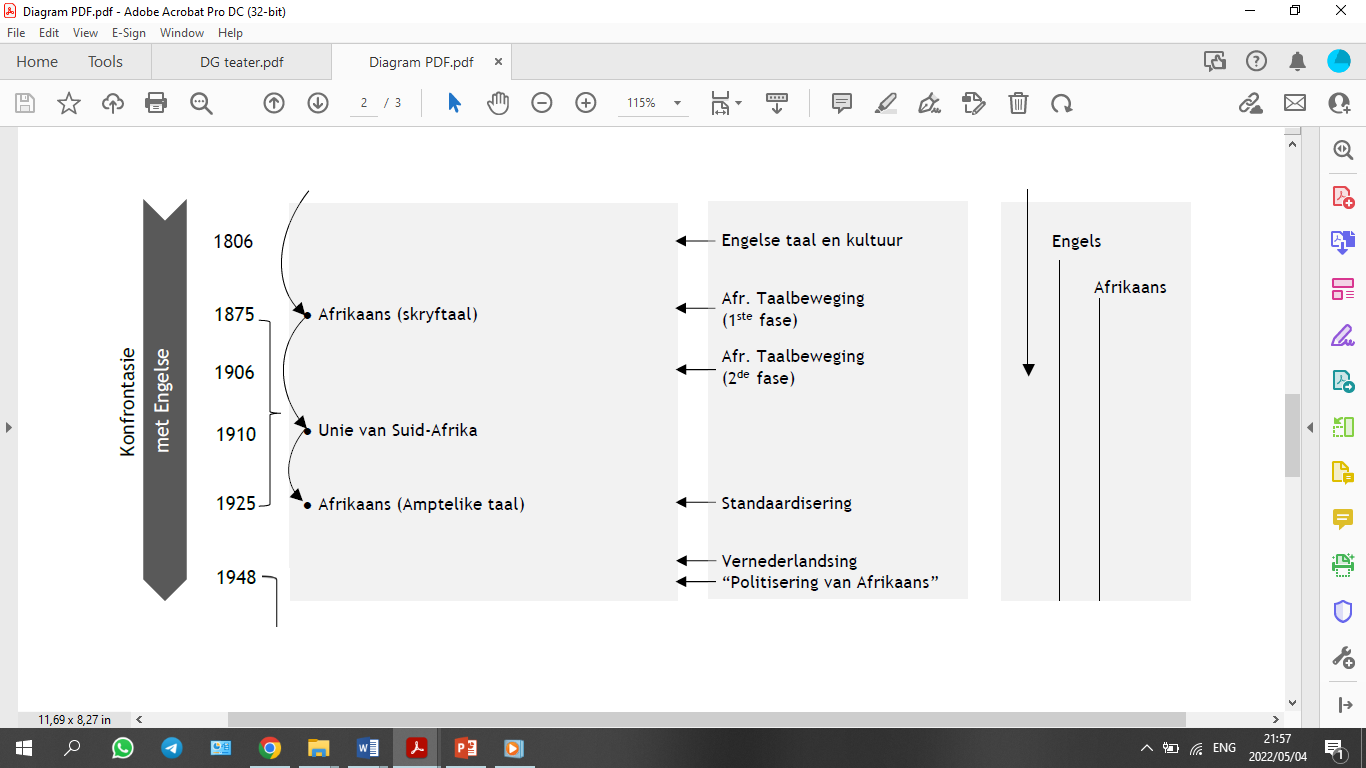 Diagram PDF.pdf - Adobe Acrobat Pro DC (32-bit)
File Edit View E-Sign Window Help
Home Tools DG teater.pdf Diagram PDF.pdf ×
2 / 3 115%
Konfrontasie
met Engelse
1806 Engelse taal en kultuur Engels
Afrikaans
1875 • Afrikaans (skryftaal) Afr. Taalbeweging
(1ste fase)
1906 Afr. Taalbeweging
(2de fase)
1910 • Unie van Suid-Afrika
1925 • Afrikaans (Amptelike taal) Standaardisering
Vernederlandsing
1948 “Politisering van Afrikaans”
11,69 x 8,27 in
ENG 21:57
2022/05/04 1